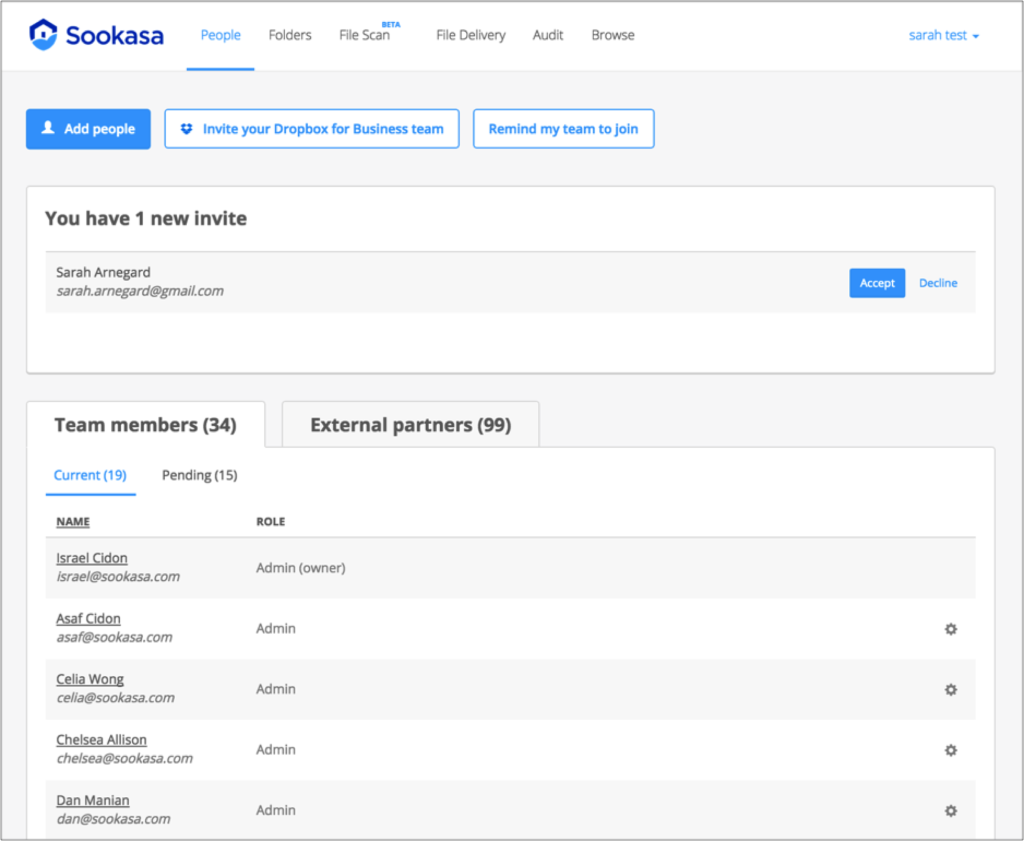 Sookasa
People Folders File Scan BETA File Delivery Audit Browse sarah test
Add people Invite your Dropbox for Business team Remind my team to join
You have 1 new invite
Sarah Arnegard
sarah.arnegard@gmail.com
Accept Decline
Team members (34) External partners (99)
Current (19) Pending (15)
NAME ROLE
Israel Cidon
israel@sookasa.com
Admin (owner)
Asaf Cidon
asaf@sookasa.com
Admin
Celia Wong
celia@sookasa.com
Admin
Chelsea Allison
chelsea@sookasa.com
Admin
Dan Manian
dan@sookasa.com
Admin